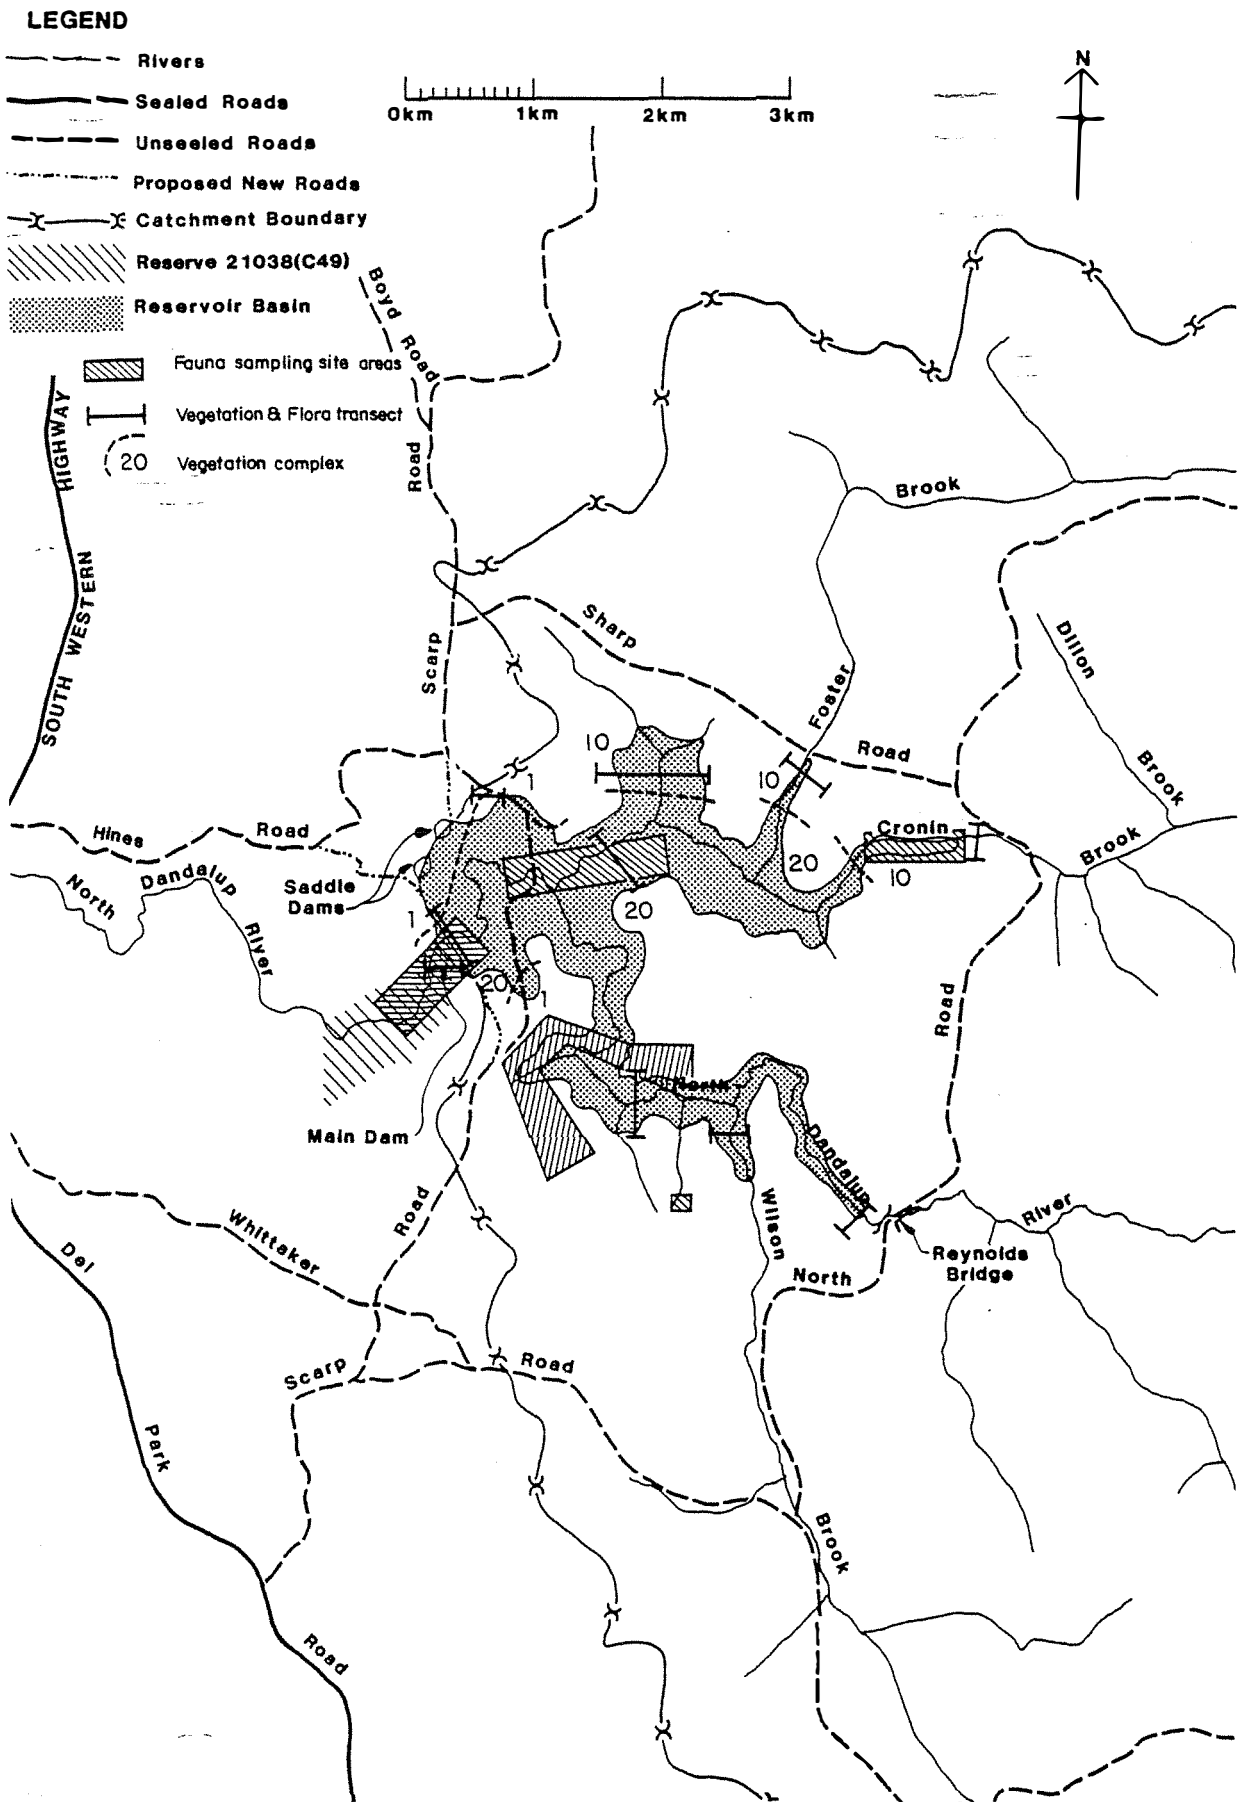 LEGEND
Rivers
Sealed Roads
Unseeled Roads
Proposed New Roads
Catchment Boundary
Reserve 21038(C49)
Reservoir Basin
Fauna sampling site areas
Vegetation & Flora transect
20 Vegetation complex
0km 1km 2km 3km
N
Boyd Road
Road
HIGHWAY
SOUTH WESTERN
Brook
Scarp
Sharp
Foster
Road
Dillon
Brook
10
10
1
Cronin
Brook
Hines
Road
20
10
North
Dandalup
River
Saddle
Dams
1
20
20
1
Road
North
Main Dam
Dandalup
Wilson
Road
River
Whittaker
Reynolds
Bridge
North
Del
Scarp
Road
Park
Brook
Road